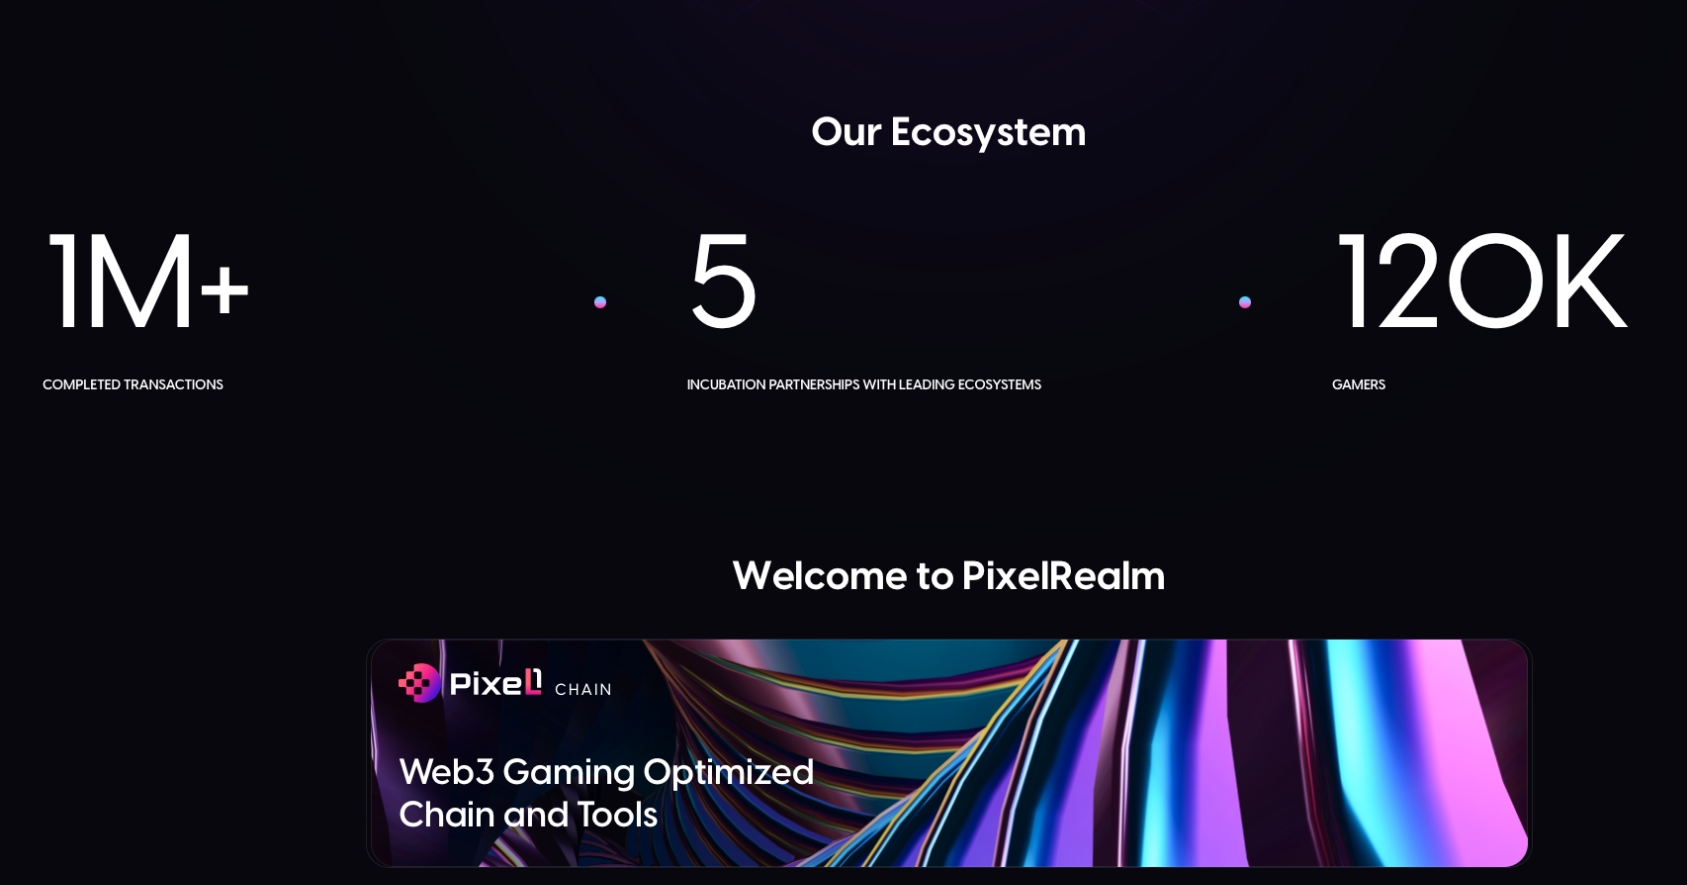 Our Ecosystem
1M+
5
120K
COMPLETED TRANSACTIONS
INCUBATION PARTNERSHIPS WITH LEADING ECOSYSTEMS
GAMERS
Welcome to PixelRealm
Pixel1 CHAIN
Web3 Gaming Optimized
Chain and Tools